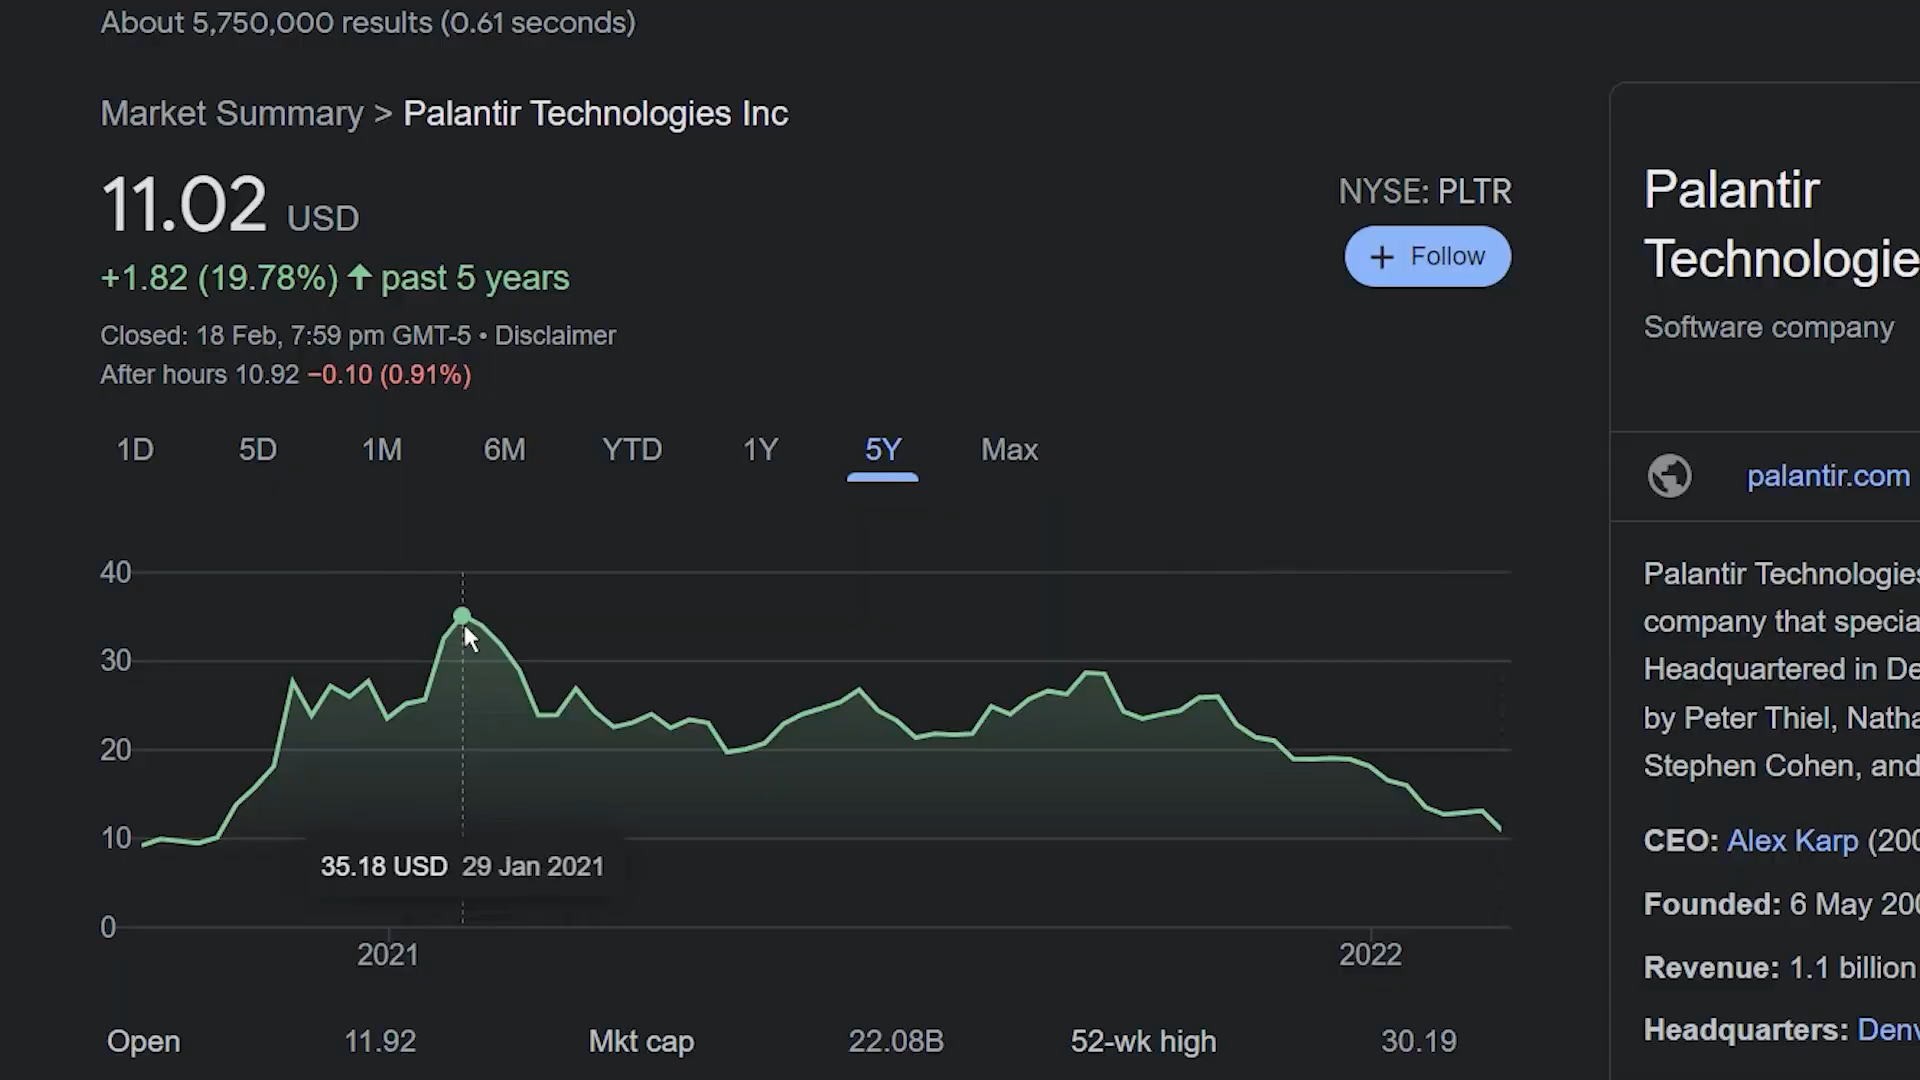 About 5,750,000 results (0.61 seconds)
Market Summary > Palantir Technologies Inc
11.02 USD
+1.82 (19.78%) ↑ past 5 years
Closed: 18 Feb, 7:59 pm GMT-5 • Disclaimer
After hours 10.92 −0.10 (0.91%)
NYSE: PLTR
+ Follow
1D 5D 1M 6M YTD 1Y 5Y Max
40
30
20
10
0
35.18 USD 29 Jan 2021
2021 2022
Open 11.92 Mkt cap 22.08B 52-wk high 30.19
Palantir
Technologie
Software company
palantir.com
Palantir Technologies
company that specia
Headquartered in De
by Peter Thiel, Natha
Stephen Cohen, and
CEO: Alex Karp (200
Founded: 6 May 200
Revenue: 1.1 billion
Headquarters: Denv